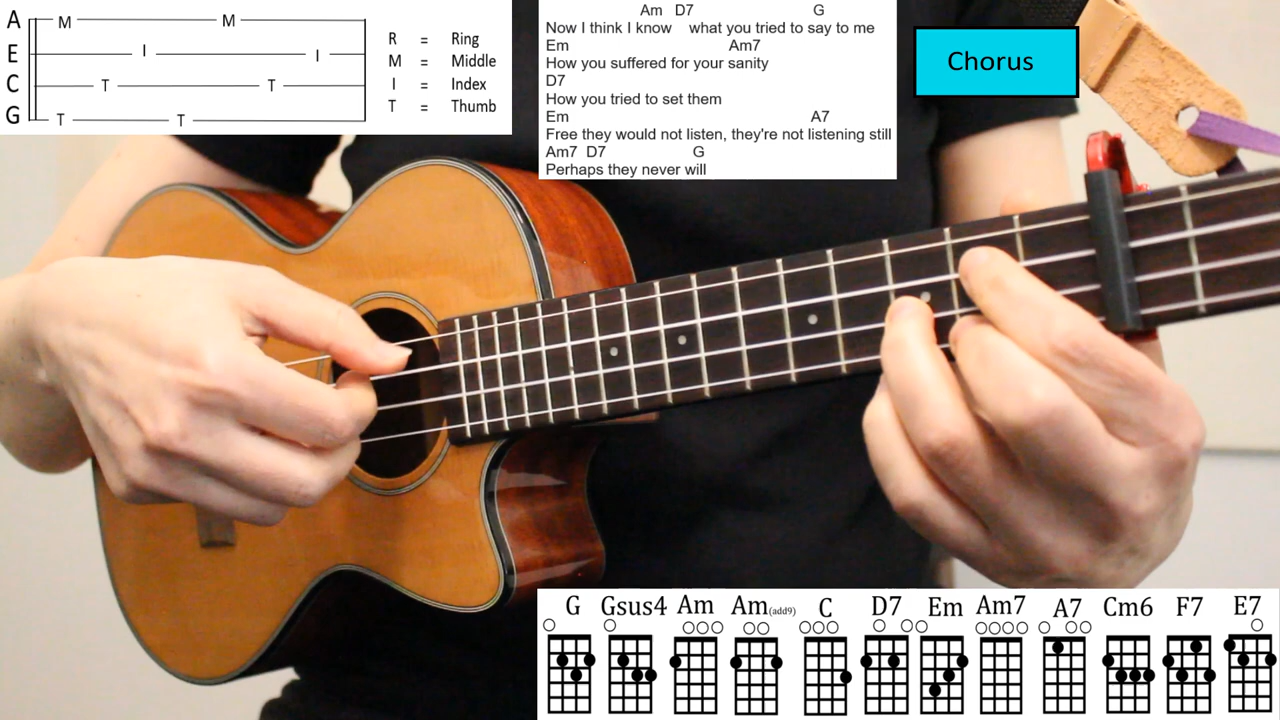 A M M
E I I
C T T
G T T
R = Ring
M = Middle
I = Index
T = Thumb
Am D7 G
Now I think I know what you tried to say to me
Em Am7
How you suffered for your sanity
D7
How you tried to set them
Em A7
Free they would not listen, they're not listening still
Am7 D7 G
Perhaps they never will
Chorus
G Gsus4 Am Am(add9) C D7 Em Am7 A7 Cm6 F7 E7